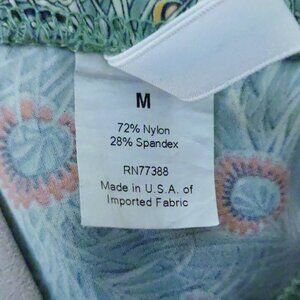 M
72% Nylon
28% Spandex
RN77388
Made in U.S.A. of
Imported Fabric